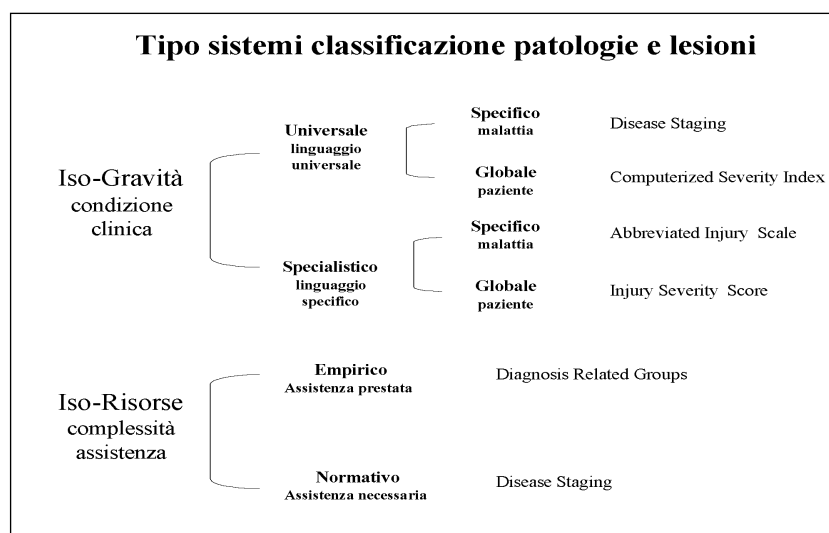 Tipo sistemi classificazione patologie e lesioni
Iso-Gravità
condizione
clinica
Universale
linguaggio
universale
Specifico
malattia
Disease Staging
Globale
paziente
Computerized Severity Index
Specialistico
linguaggio
specifico
Specifico
malattia
Abbreviated Injury Scale
Globale
paziente
Injury Severity Score
Iso-Risorse
complessità
assistenza
Empirico
Assistenza prestata
Diagnosis Related Groups
Normativo
Assistenza necessaria
Disease Staging